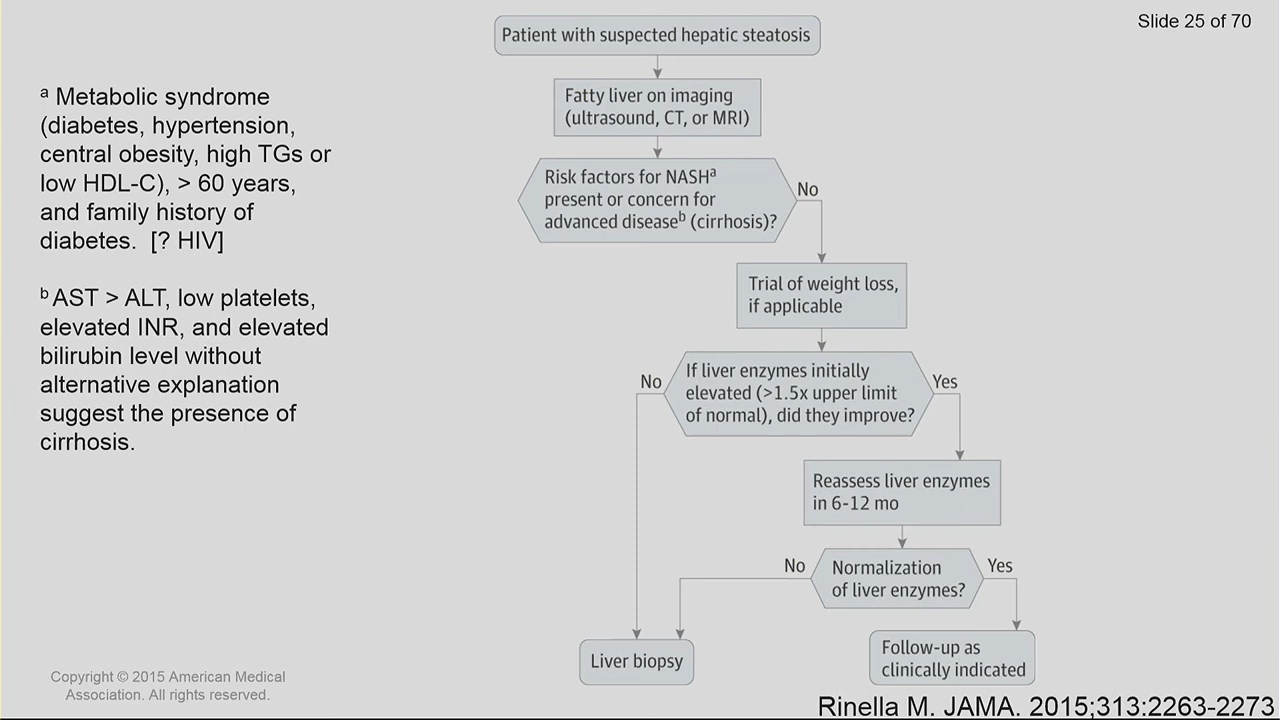 Slide 25 of 70
Patient with suspected hepatic steatosis
Fatty liver on imaging
(ultrasound, CT, or MRI)
Risk factors for NASHᵃ
present or concern for
advanced diseaseᵇ (cirrhosis)?
No
Trial of weight loss,
if applicable
If liver enzymes initially
elevated (>1.5x upper limit
of normal), did they improve?
No
Yes
Reassess liver enzymes
in 6-12 mo
Normalization
of liver enzymes?
No
Yes
Liver biopsy
Follow-up as
clinically indicated
ᵃ Metabolic syndrome
(diabetes, hypertension,
central obesity, high TGs or
low HDL-C), > 60 years,
and family history of
diabetes. [? HIV]
ᵇ AST > ALT, low platelets,
elevated INR, and elevated
bilirubin level without
alternative explanation
suggest the presence of
cirrhosis.
Copyright © 2015 American Medical
Association. All rights reserved.
Rinella M. JAMA. 2015;313:2263-2273